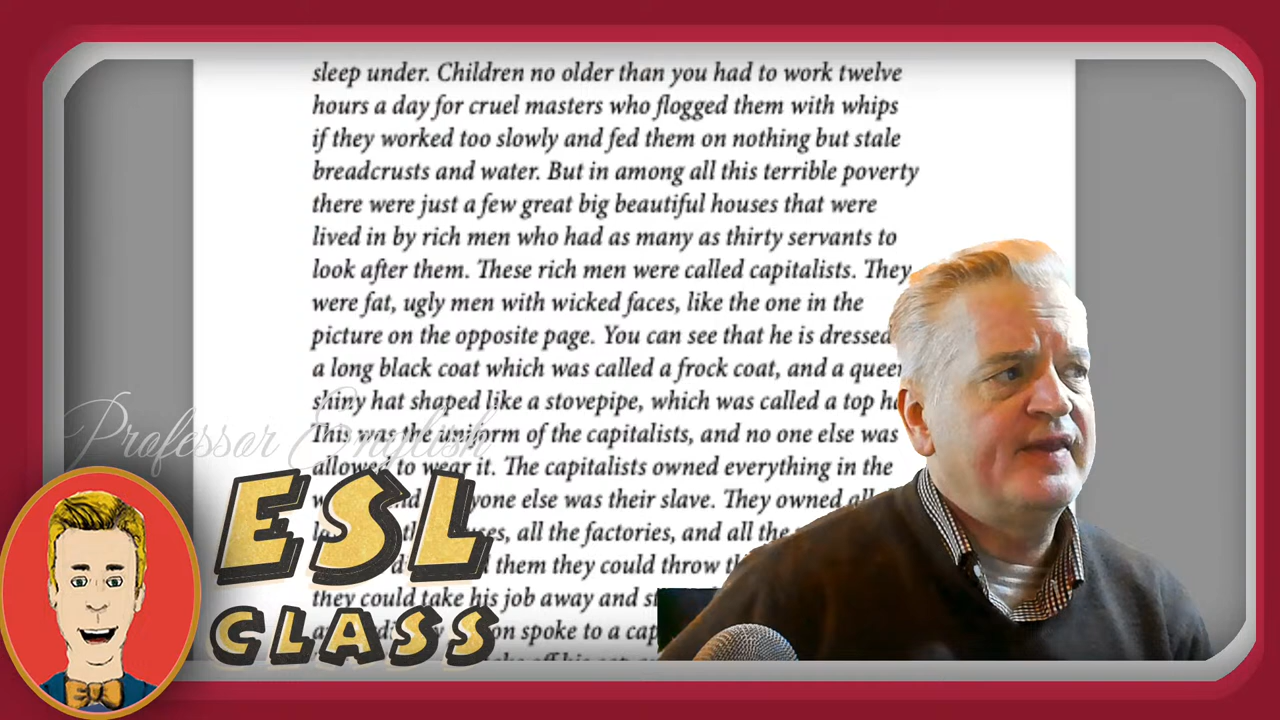 sleep under. Children no older than you had to work twelve
hours a day for cruel masters who flogged them with whips
if they worked too slowly and fed them on nothing but stale
breadcrusts and water. But in among all this terrible poverty
there were just a few great big beautiful houses that were
lived in by rich men who had as many as thirty servants to
look after them. These rich men were called capitalists. They
were fat, ugly men with wicked faces, like the one in the
picture on the opposite page. You can see that he is dressed
a long black coat which was called a frock coat, and a queer
shiny hat shaped like a stovepipe, which was called a top
This was the uniform of the capitalists, and no one else was
allowed to wear it. The capitalists owned everything in the
else was their slave. They owned
all the factories, and all the
them they could throw
they could take his job away and
spoke to a
Professor English
ESL
CLASS